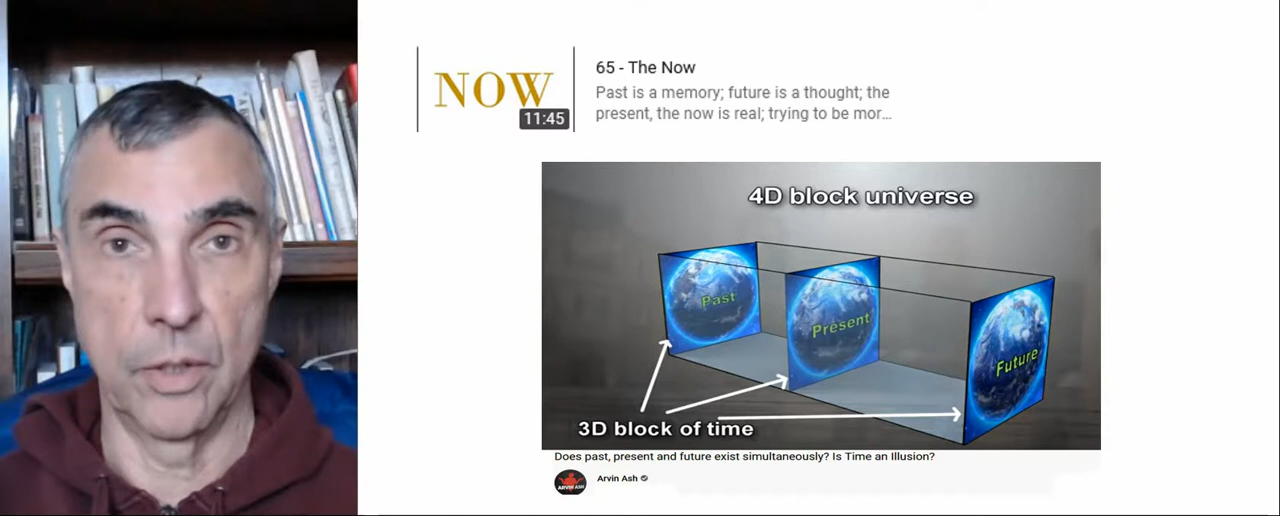 NOW
11:45
65 - The Now
Past is a memory; future is a thought; the
present, the now is real; trying to be mor...
4D block universe
Past
Present
Future
3D block of time
Does past, present and future exist simultaneously? Is Time an Illusion?
ARVIN ASH
Arvin Ash